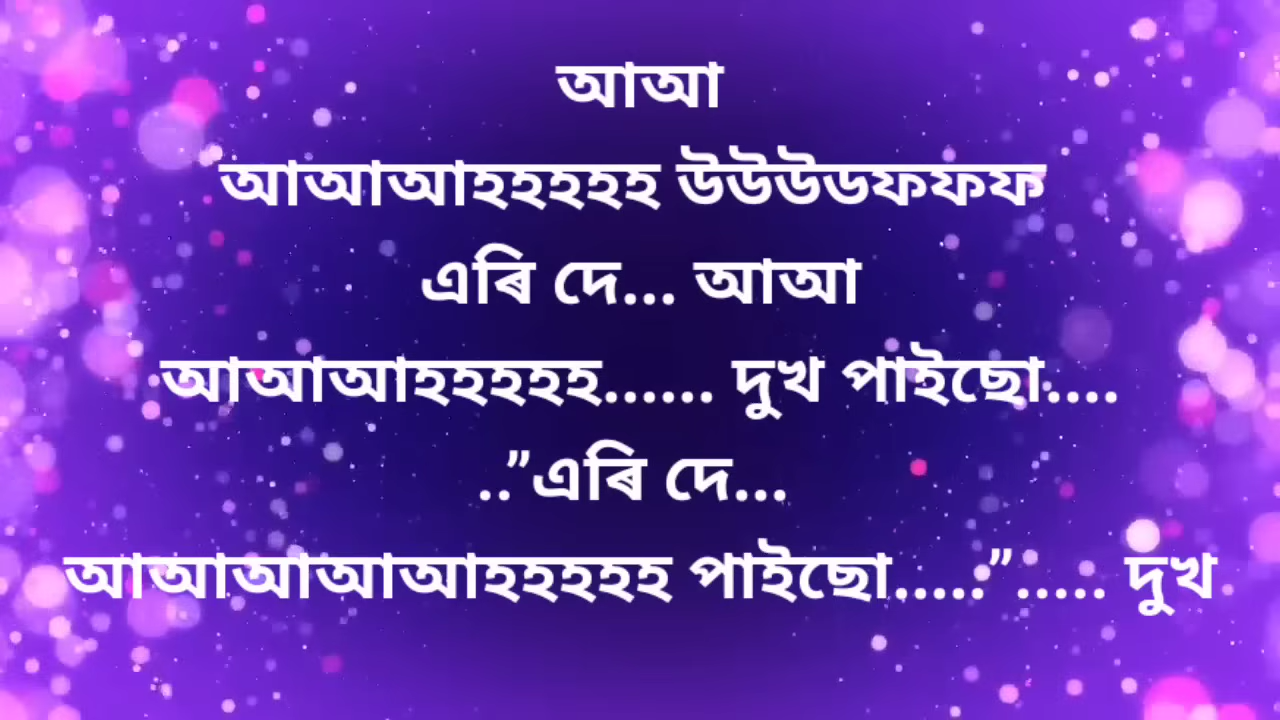 আআ
আআআহহহহহ উউউডফফফ
এৰি দে... আআ
আআআহহহহহ...... দুখ পাইছো....
..”এৰি দে...
আআআআআহহহহহ পাইছো.....”..... দুখ